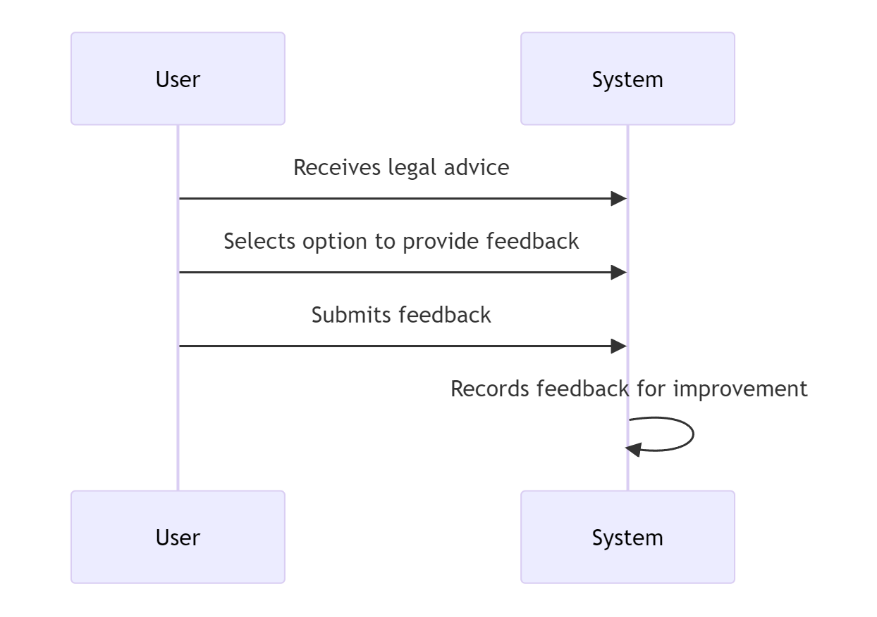 User
System
Receives legal advice
Selects option to provide feedback
Submits feedback
Records feedback for improvement
User
System